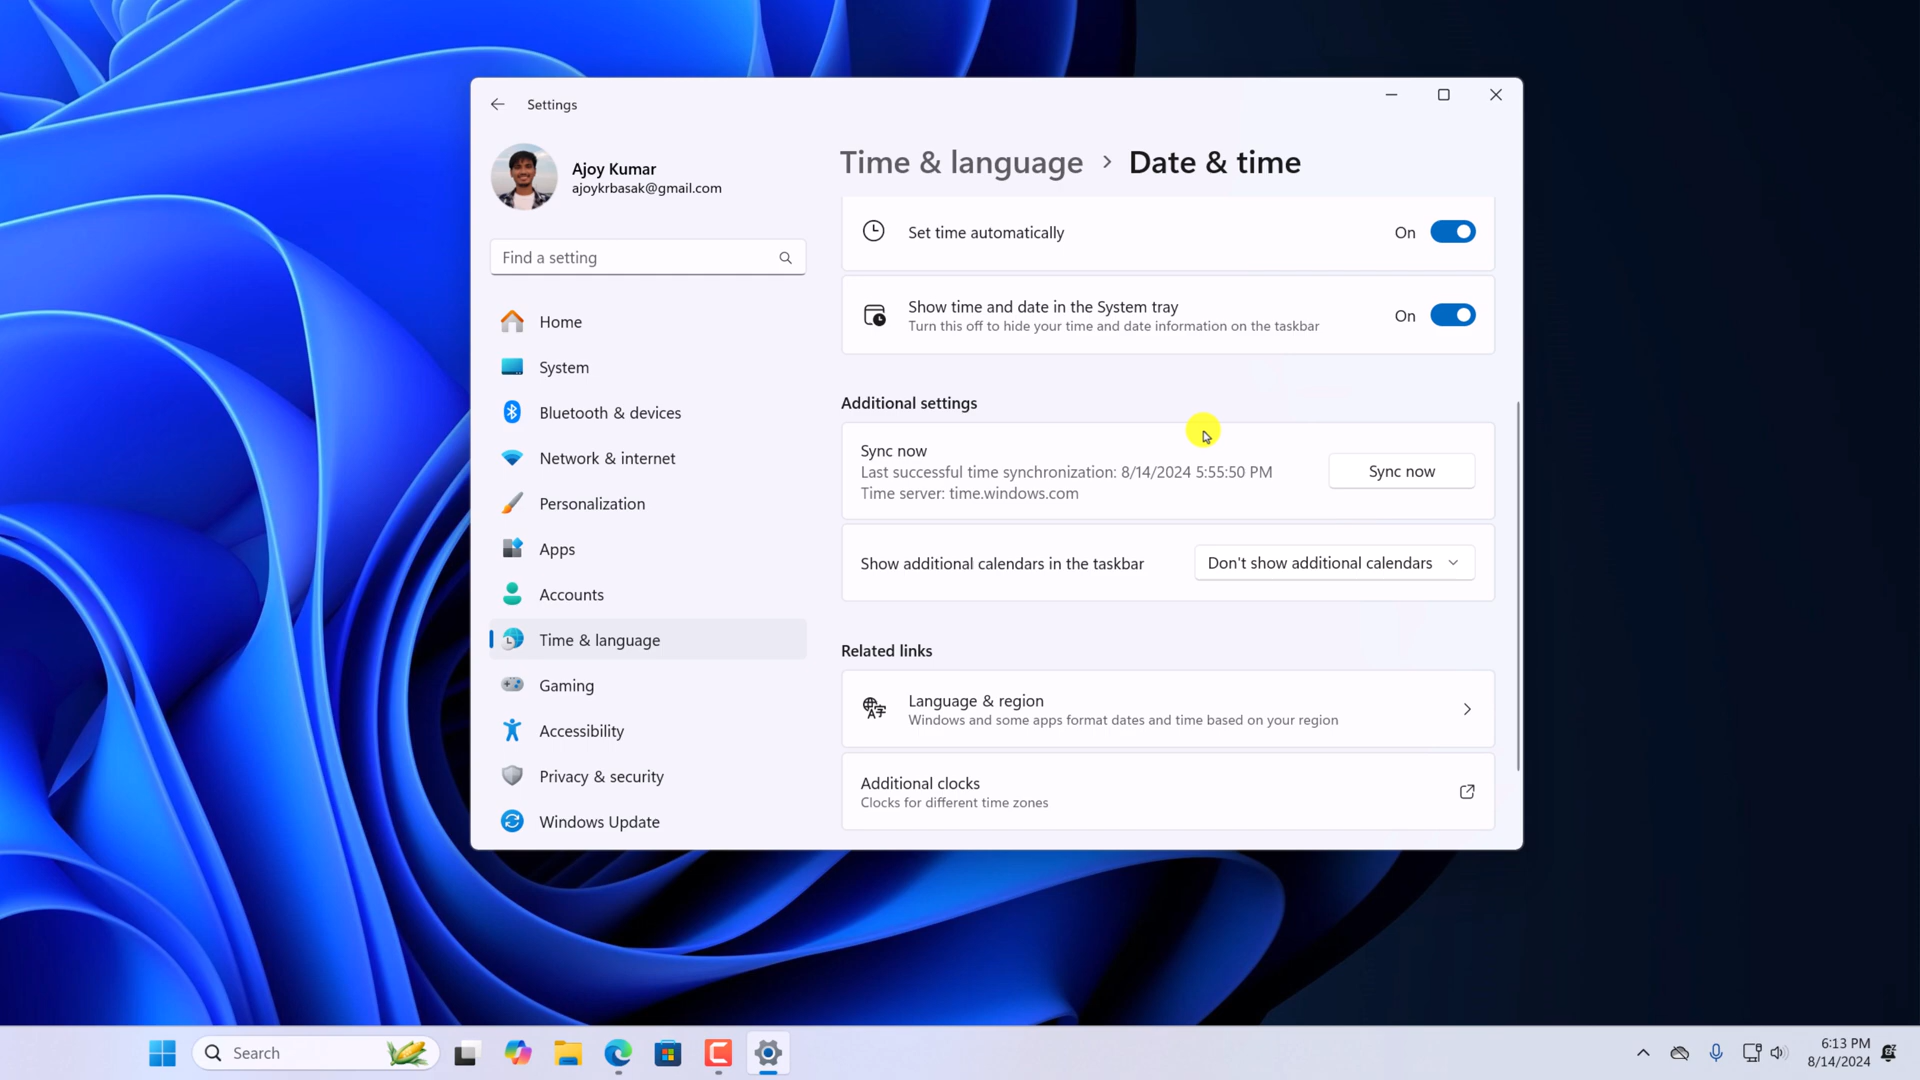 Settings
Ajoy Kumar
ajoykrbasak@gmail.com
Find a setting
Home
System
Bluetooth & devices
Network & internet
Personalization
Apps
Accounts
Time & language
Gaming
Accessibility
Privacy & security
Windows Update
Time & language > Date & time
Set time automatically
On
Show time and date in the System tray
Turn this off to hide your time and date information on the taskbar
On
Additional settings
Sync now
Last successful time synchronization: 8/14/2024 5:55:50 PM
Time server: time.windows.com
Sync now
Show additional calendars in the taskbar
Don't show additional calendars
Related links
Language & region
Windows and some apps format dates and time based on your region
Additional clocks
Clocks for different time zones
Search
6:13 PM
8/14/2024